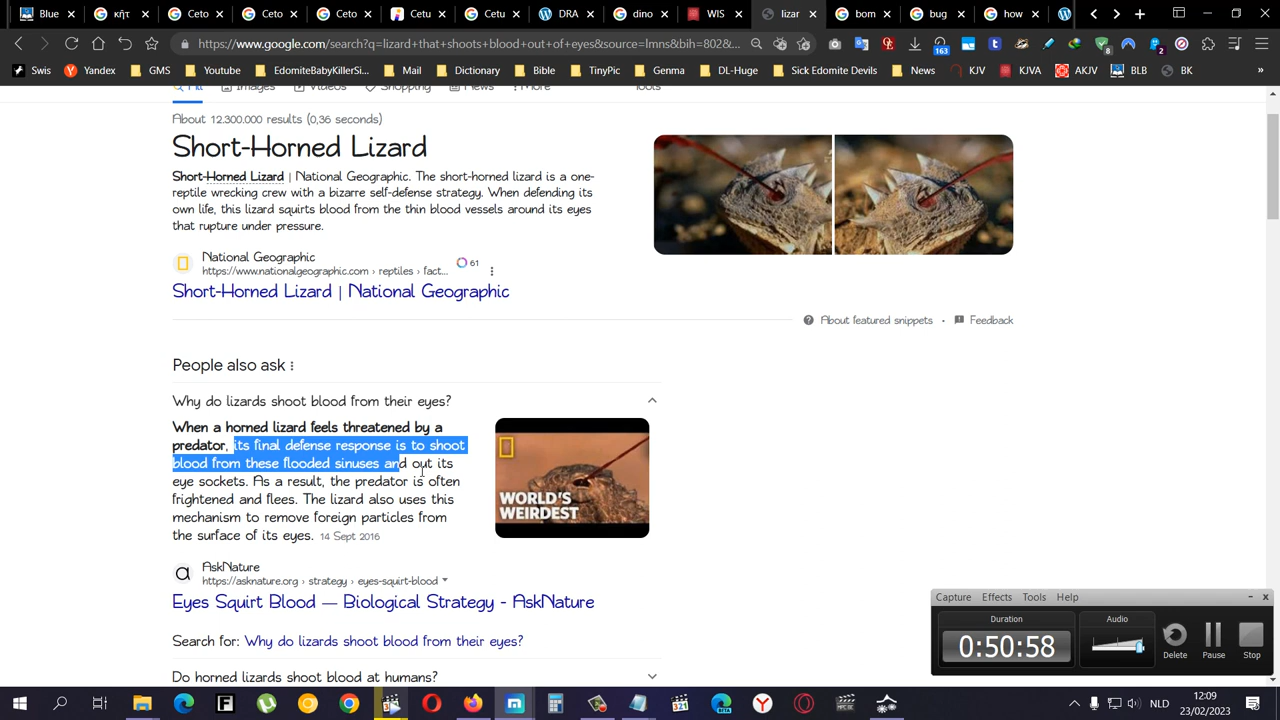 Blue
κήτ
Ceto
Ceto
Ceto
Cetu
DRA
dino
WIS
lizar
bom
bug
how
https://www.google.com/search?q=lizard+that+shoots+blood+out+of+eyes&source=lmns&bih=802&...
163
8
2
Swis
Yandex
GMS
Youtube
EdomiteBabyKillerSi...
Mail
Dictionary
Bible
TinyPic
Genma
DL-Huge
Sick Edomite Devils
News
KJV
KJVA
AKJV
BLB
BK
»
All
Images
Videos
Shopping
News
More
Tools
About 12.300.000 results (0,36 seconds)
Short-Horned Lizard
Short-Horned Lizard | National Geographic. The short-horned lizard is a one-
reptile wrecking crew with a bizarre self-defense strategy. When defending its
own life, this lizard squirts blood from the thin blood vessels around its eyes
that rupture under pressure.
National Geographic
https://www.nationalgeographic.com › reptiles › fact...
61
Short-Horned Lizard | National Geographic
About featured snippets • Feedback
People also ask
Why do lizards shoot blood from their eyes?
When a horned lizard feels threatened by a
predator, its final defense response is to shoot
blood from these flooded sinuses and out its
eye sockets. As a result, the predator is often
frightened and flees. The lizard also uses this
mechanism to remove foreign particles from
the surface of its eyes. 14 Sept 2016
WORLD'S
WEIRDEST
AskNature
https://asknature.org › strategy › eyes-squirt-blood
Eyes Squirt Blood — Biological Strategy - AskNature
Search for: Why do lizards shoot blood from their eyes?
Do horned lizards shoot blood at humans?
Capture Effects Tools Help
Duration
0:50:58
Audio
Delete
Pause
Stop
NLD
12:09
23/02/2023